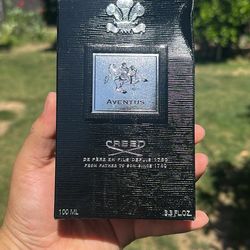 AVENTUS
CREED
DE PÈRE EN FILS DEPUIS 1760
FROM FATHER TO SON SINCE 1760
100 ML 3.3 FL.OZ.